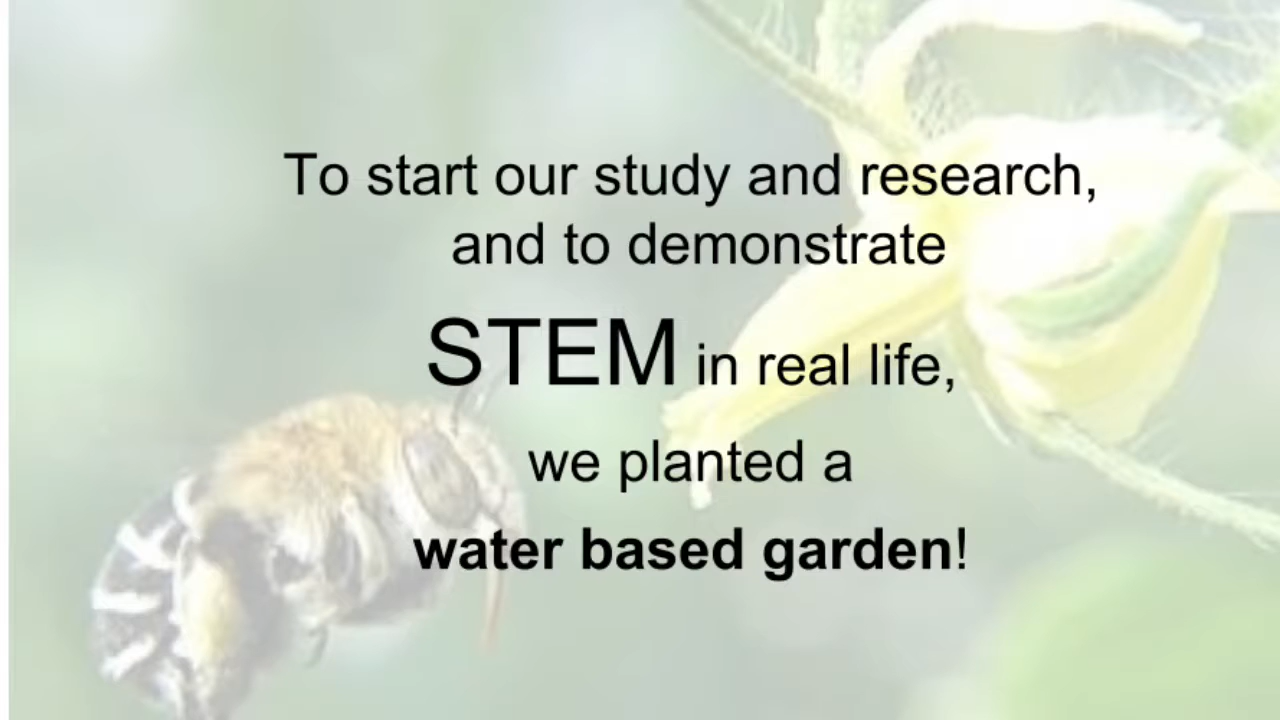 To start our study and research,
and to demonstrate
STEM in real life,
we planted a
water based garden!